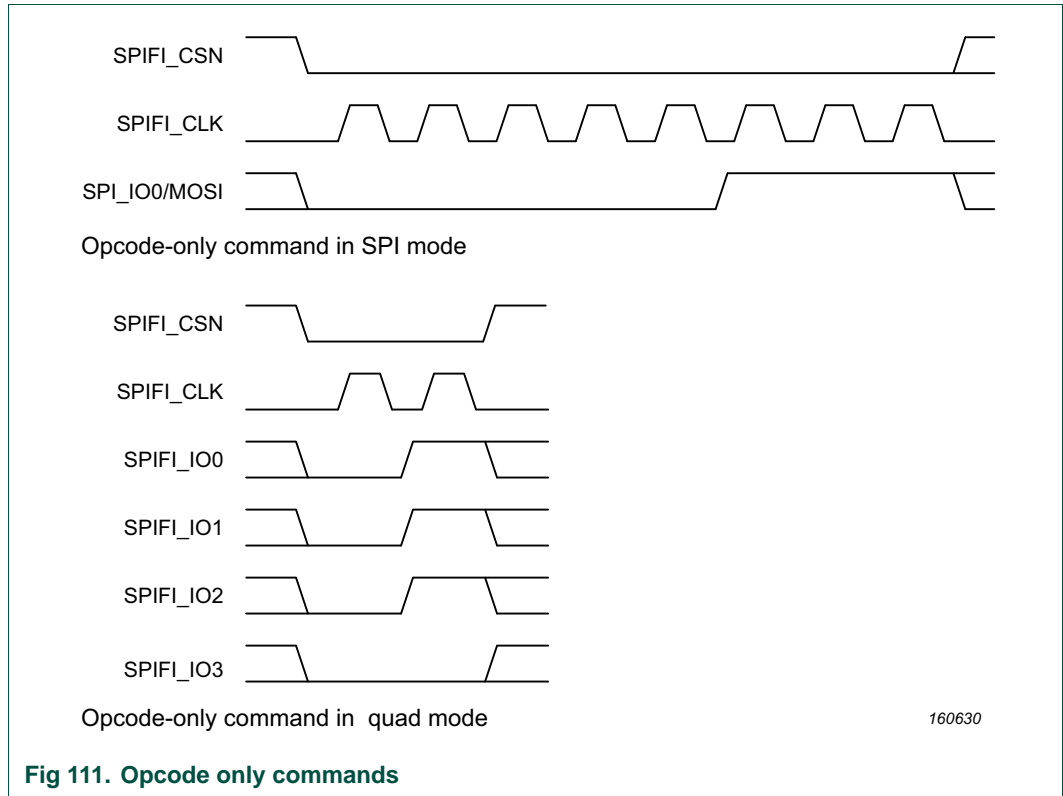 SPIFI_CSN
SPIFI_CLK
SPI_IO0/MOSI
Opcode-only command in SPI mode
SPIFI_CSN
SPIFI_CLK
SPIFI_IO0
SPIFI_IO1
SPIFI_IO2
SPIFI_IO3
Opcode-only command in quad mode
160630
Fig 111. Opcode only commands